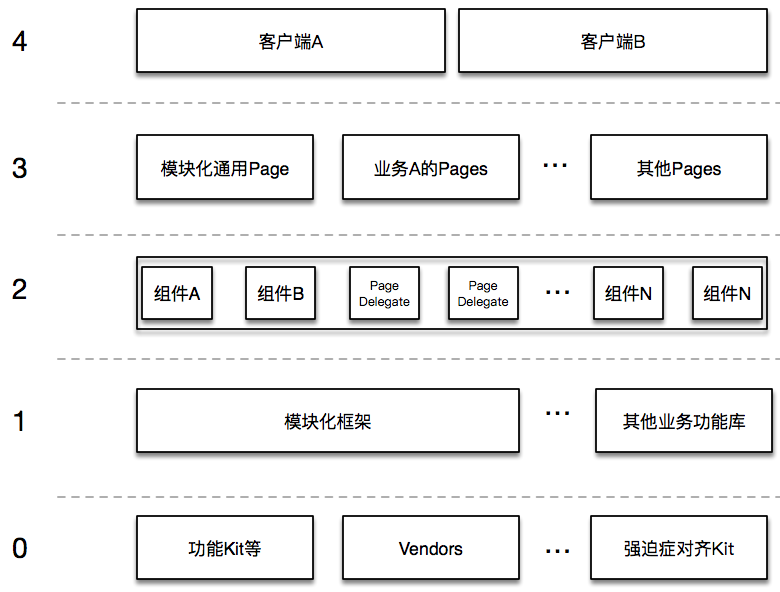 4
客户端A
客户端B
3
模块化通用Page
业务A的Pages
...
其他Pages
2
组件A
组件B
Page
Delegate
Page
Delegate
...
组件N
组件N
1
模块化框架
...
其他业务功能库
0
功能Kit等
Vendors
...
强迫症对齐Kit